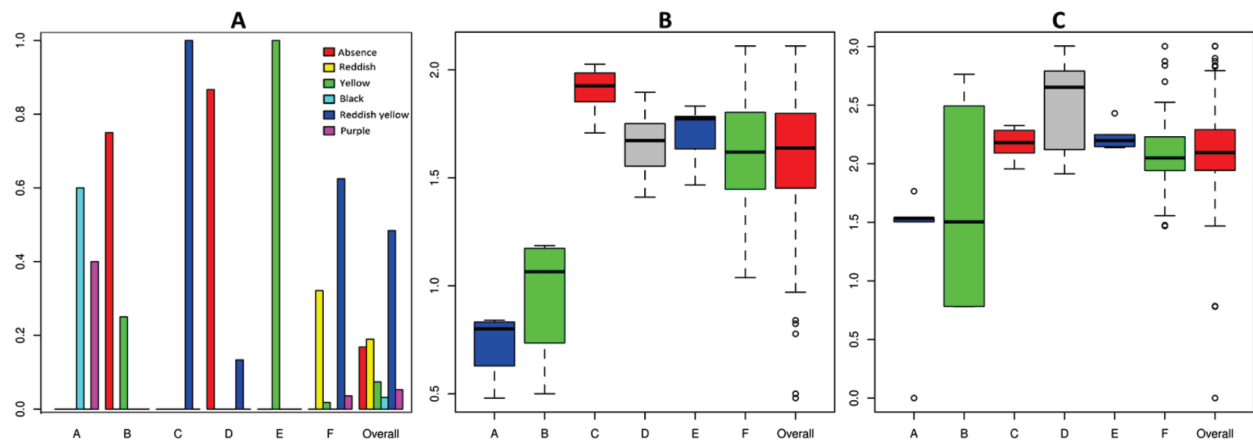 A
B
C
1.0
0.8
0.6
0.4
0.2
0.0
Absence
Reddish
Yellow
Black
Reddish yellow
Purple
A B C D E F Overall
2.0
1.5
1.0
0.5
A B C D E F Overall
3.0
2.5
2.0
1.5
1.0
0.5
0.0
A B C D E F Overall